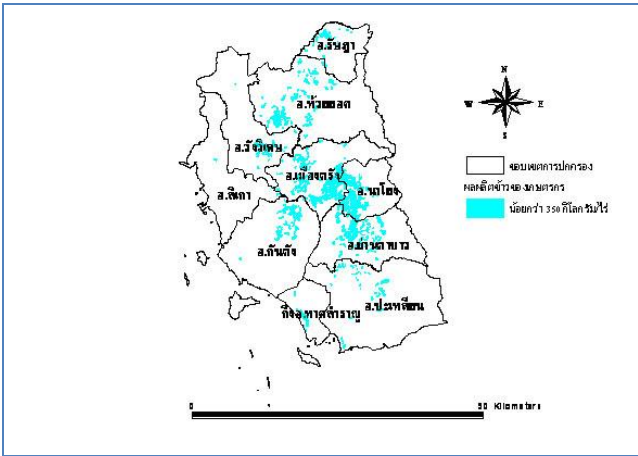 อ.รัษฎา
อ.ห้วยยอด
อ.วังวิเศษ
อ.เมืองตรัง
อ.นาโยง
อ.สิเกา
อ.กันตัง
อ.ย่านตาขาว
อ.ปะเหลียน
กิ่งอ.หาดสำราญ
N
W E
S
ขอบเขตการปกครอง
ผลผลิตข้าวของเกษตรกร
น้อยกว่า 350 กิโลกรัม/ไร่
0 90 Kilometers